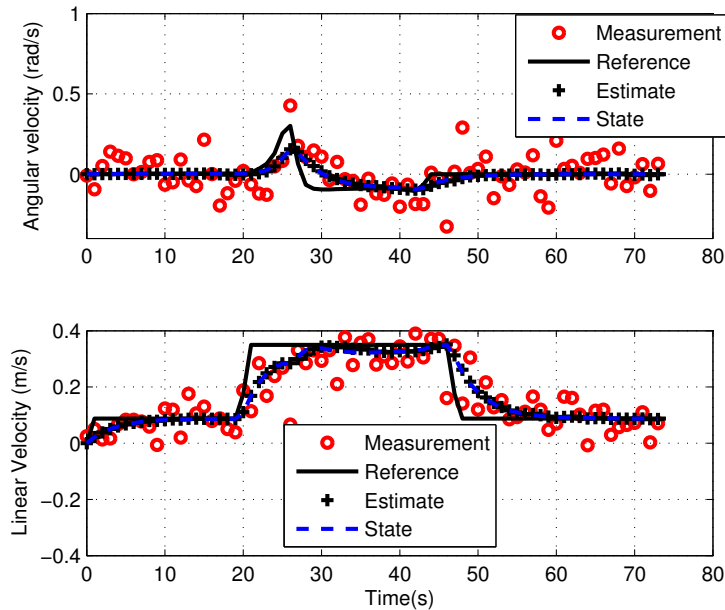 1
0.5
0
Angular velocity (rad/s)
Measurement
Reference
Estimate
State
0 10 20 30 40 50 60 70 80
0.4
0.2
0
−0.2
−0.4
Linear Velocity (m/s)
Measurement
Reference
Estimate
State
0 10 20 30 40 50 60 70 80
Time(s)